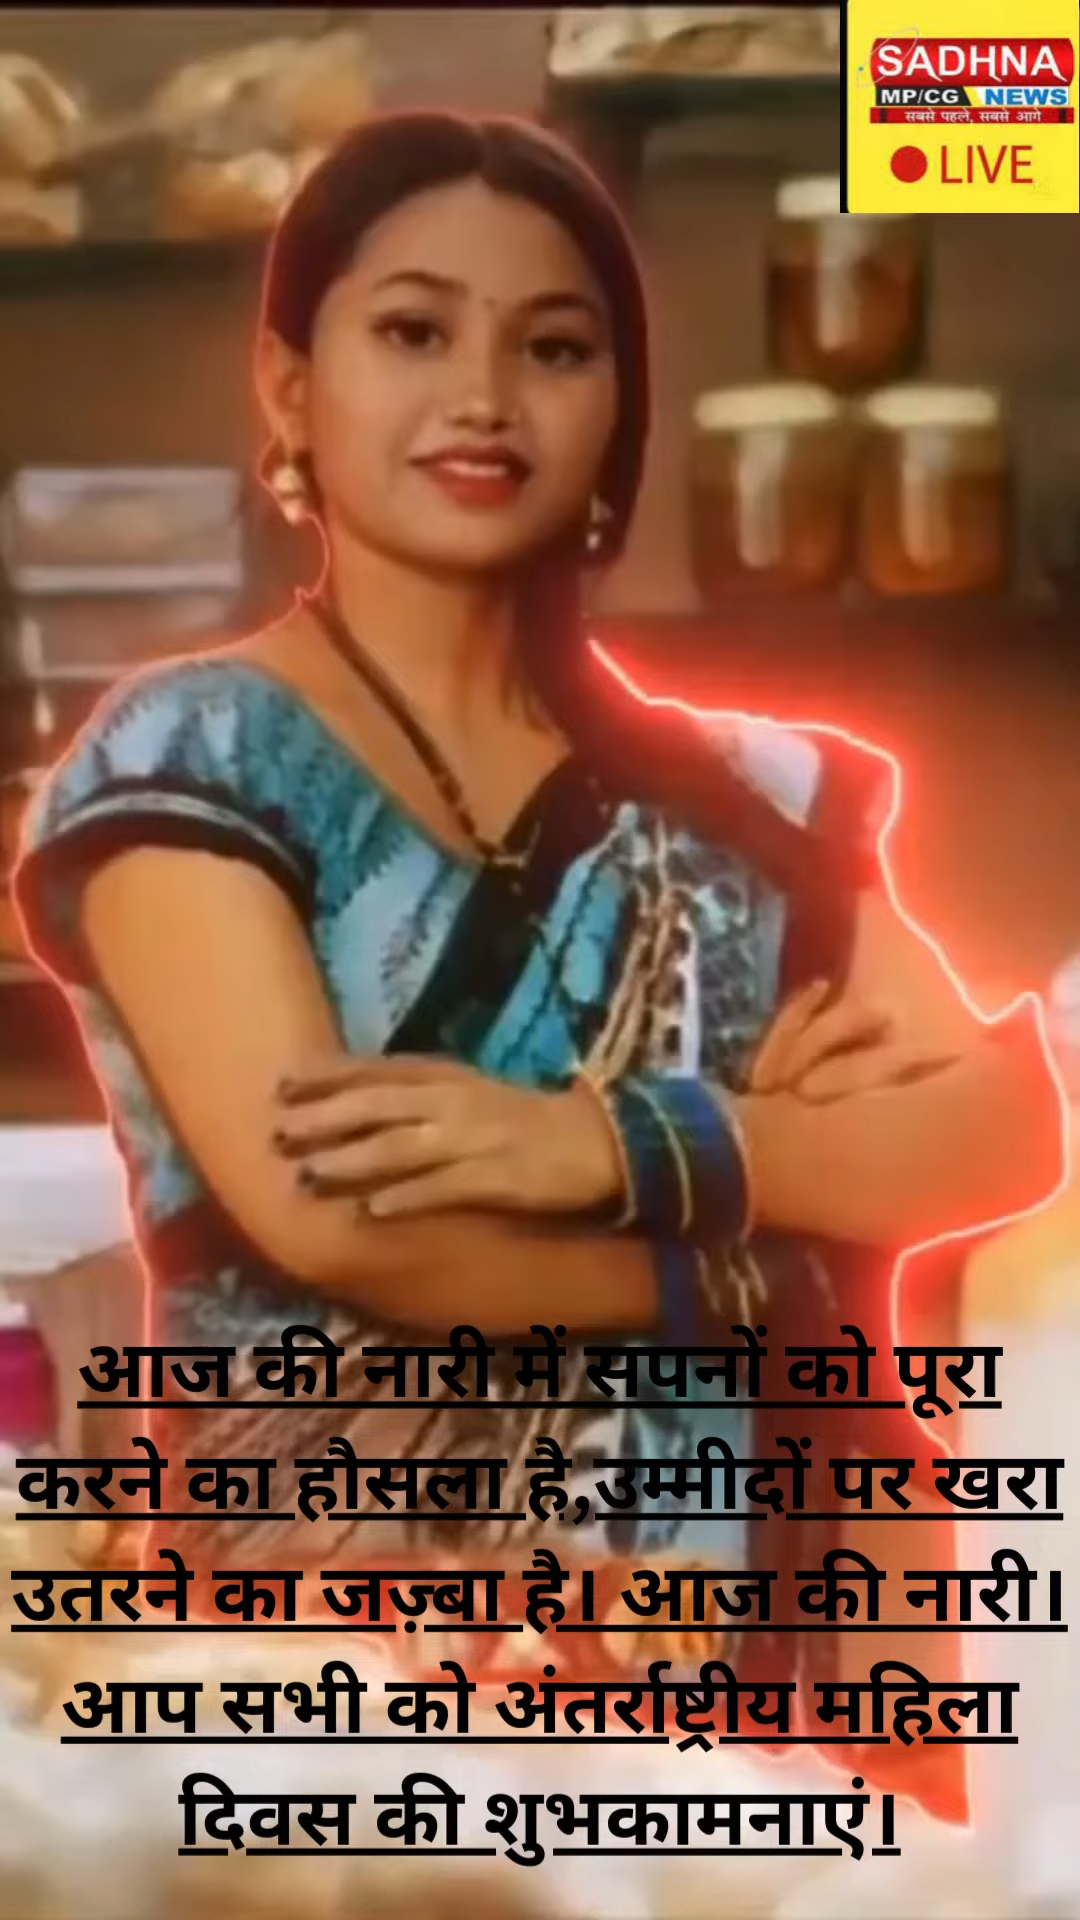 SADHNA
MP/CG NEWS
सबसे पहले, सबसे आगे
LIVE
आज की नारी में सपनों को पूरा
करने का हौसला है,उम्मीदों पर खरा
उतरने का जज़्बा है। आज की नारी।
आप सभी को अंतर्राष्ट्रीय महिला
दिवस की शुभकामनाएं।